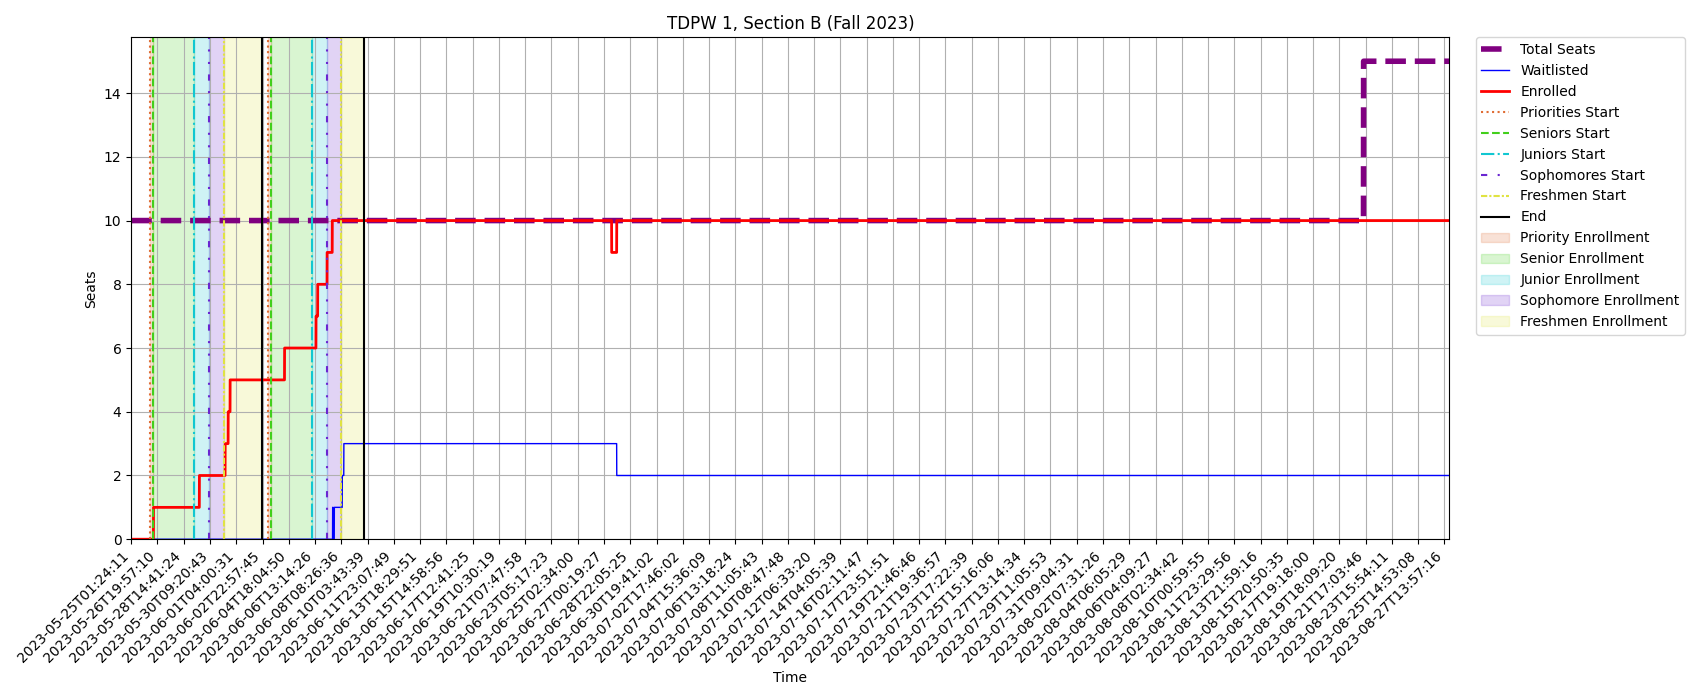 TDPW 1, Section B (Fall 2023)
Seats
0
2
4
6
8
10
12
14
2023-05-25T01:24:11
2023-05-26T19:57:10
2023-05-28T14:41:24
2023-05-30T09:20:43
2023-06-01T04:00:31
2023-06-02T22:57:45
2023-06-04T18:04:50
2023-06-06T13:14:26
2023-06-08T08:26:36
2023-06-10T03:43:39
2023-06-11T23:07:49
2023-06-13T18:29:51
2023-06-15T14:58:56
2023-06-17T12:41:25
2023-06-19T10:30:19
2023-06-21T07:47:58
2023-06-23T05:17:23
2023-06-25T02:34:00
2023-06-27T00:19:27
2023-06-28T22:05:25
2023-06-30T19:41:02
2023-07-02T17:46:02
2023-07-04T15:36:09
2023-07-06T13:18:24
2023-07-08T11:05:43
2023-07-10T08:47:48
2023-07-12T06:33:20
2023-07-14T04:05:39
2023-07-16T02:11:47
2023-07-17T23:51:51
2023-07-19T21:46:46
2023-07-21T19:36:57
2023-07-23T17:22:39
2023-07-25T15:16:06
2023-07-27T13:14:34
2023-07-29T11:05:53
2023-07-31T09:04:31
2023-08-02T07:31:26
2023-08-04T06:05:29
2023-08-06T04:09:27
2023-08-08T02:34:42
2023-08-10T00:59:55
2023-08-11T23:29:56
2023-08-13T21:59:16
2023-08-15T20:50:35
2023-08-17T19:18:00
2023-08-19T18:09:20
2023-08-21T17:03:46
2023-08-23T15:54:11
2023-08-25T14:53:08
2023-08-27T13:57:16
Time
Total Seats
Waitlisted
Enrolled
Priorities Start
Seniors Start
Juniors Start
Sophomores Start
Freshmen Start
End
Priority Enrollment
Senior Enrollment
Junior Enrollment
Sophomore Enrollment
Freshmen Enrollment